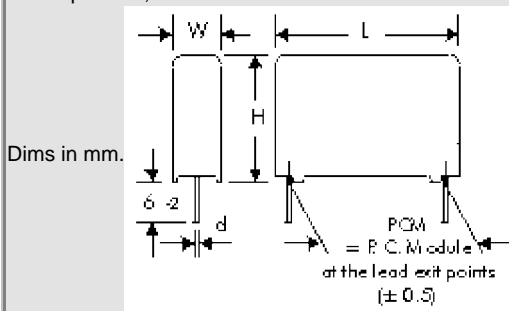 W
L
H
Dims in mm.
6 -2
d
PCM
= P. C. Module
at the lead exit points
(± 0.5)